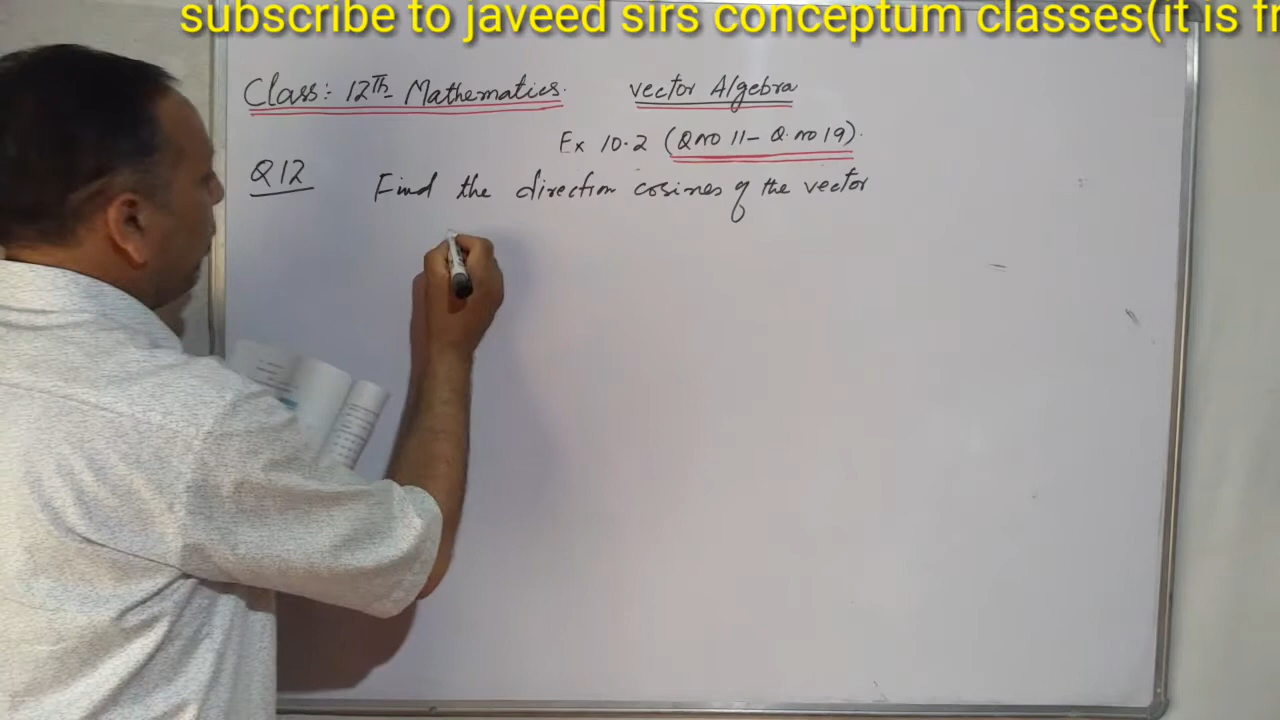 subscribe to javeed sirs conceptum classes(it is fr
Class:- 12Th- Mathematics. vector Algebra
Ex 10.2 (Q no 11- Q. no 19).
Q12 Find the direction cosines of the vector